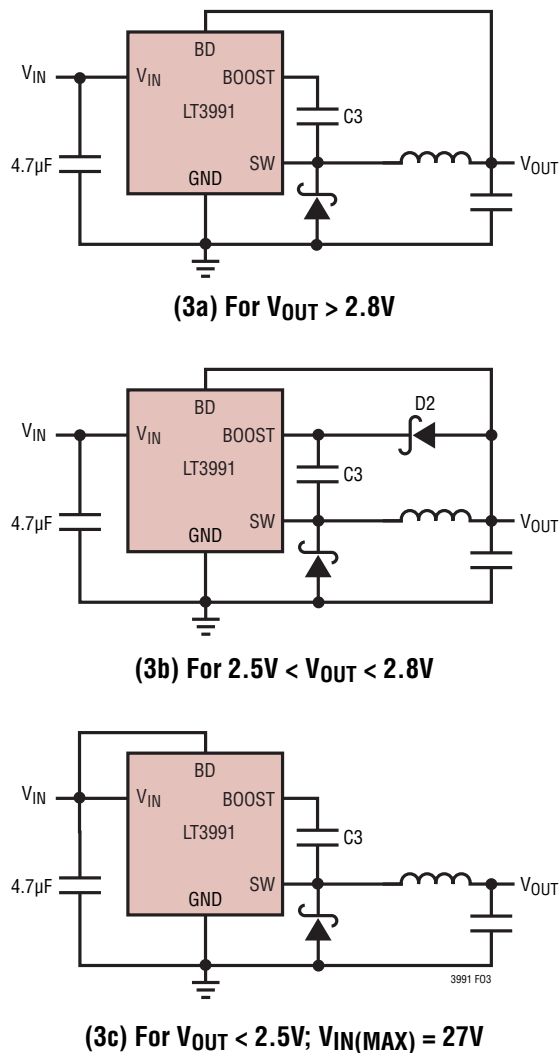 BD
V_IN
V_IN
BOOST
LT3991
C3
4.7µF
SW
V_OUT
GND
(3a) For V_OUT > 2.8V
BD
D2
V_IN
V_IN
BOOST
LT3991
C3
4.7µF
SW
V_OUT
GND
(3b) For 2.5V < V_OUT < 2.8V
BD
V_IN
V_IN
BOOST
LT3991
C3
4.7µF
SW
V_OUT
GND
3991 F03
(3c) For V_OUT < 2.5V; V_IN(MAX) = 27V